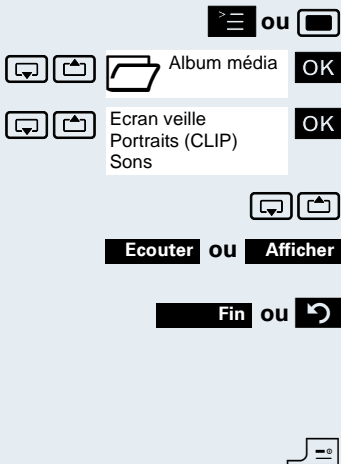 ou
Album média OK
Ecran veille OK
Portraits (CLIP)
Sons
Ecouter ou Afficher
Fin ou